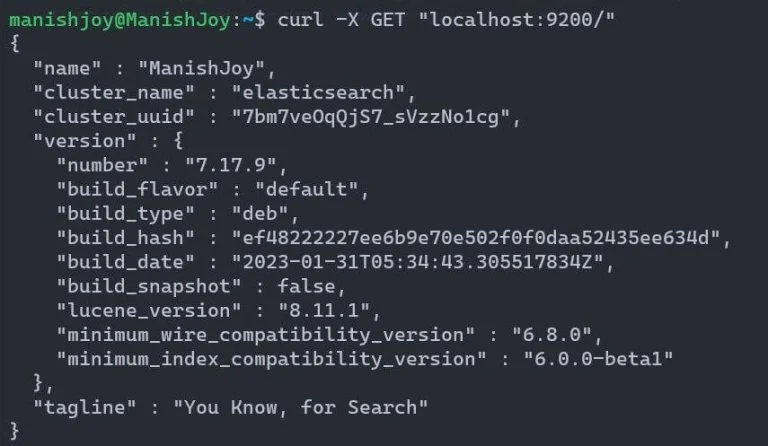 manishjoy@ManishJoy:~$ curl -X GET "localhost:9200/"
{
  "name" : "ManishJoy",
  "cluster_name" : "elasticsearch",
  "cluster_uuid" : "7bm7veOqQjS7_sVzzNo1cg",
  "version" : {
    "number" : "7.17.9",
    "build_flavor" : "default",
    "build_type" : "deb",
    "build_hash" : "ef48222227ee6b9e70e502f0f0daa52435ee634d",
    "build_date" : "2023-01-31T05:34:43.305517834Z",
    "build_snapshot" : false,
    "lucene_version" : "8.11.1",
    "minimum_wire_compatibility_version" : "6.8.0",
    "minimum_index_compatibility_version" : "6.0.0-beta1"
  },
  "tagline" : "You Know, for Search"
}